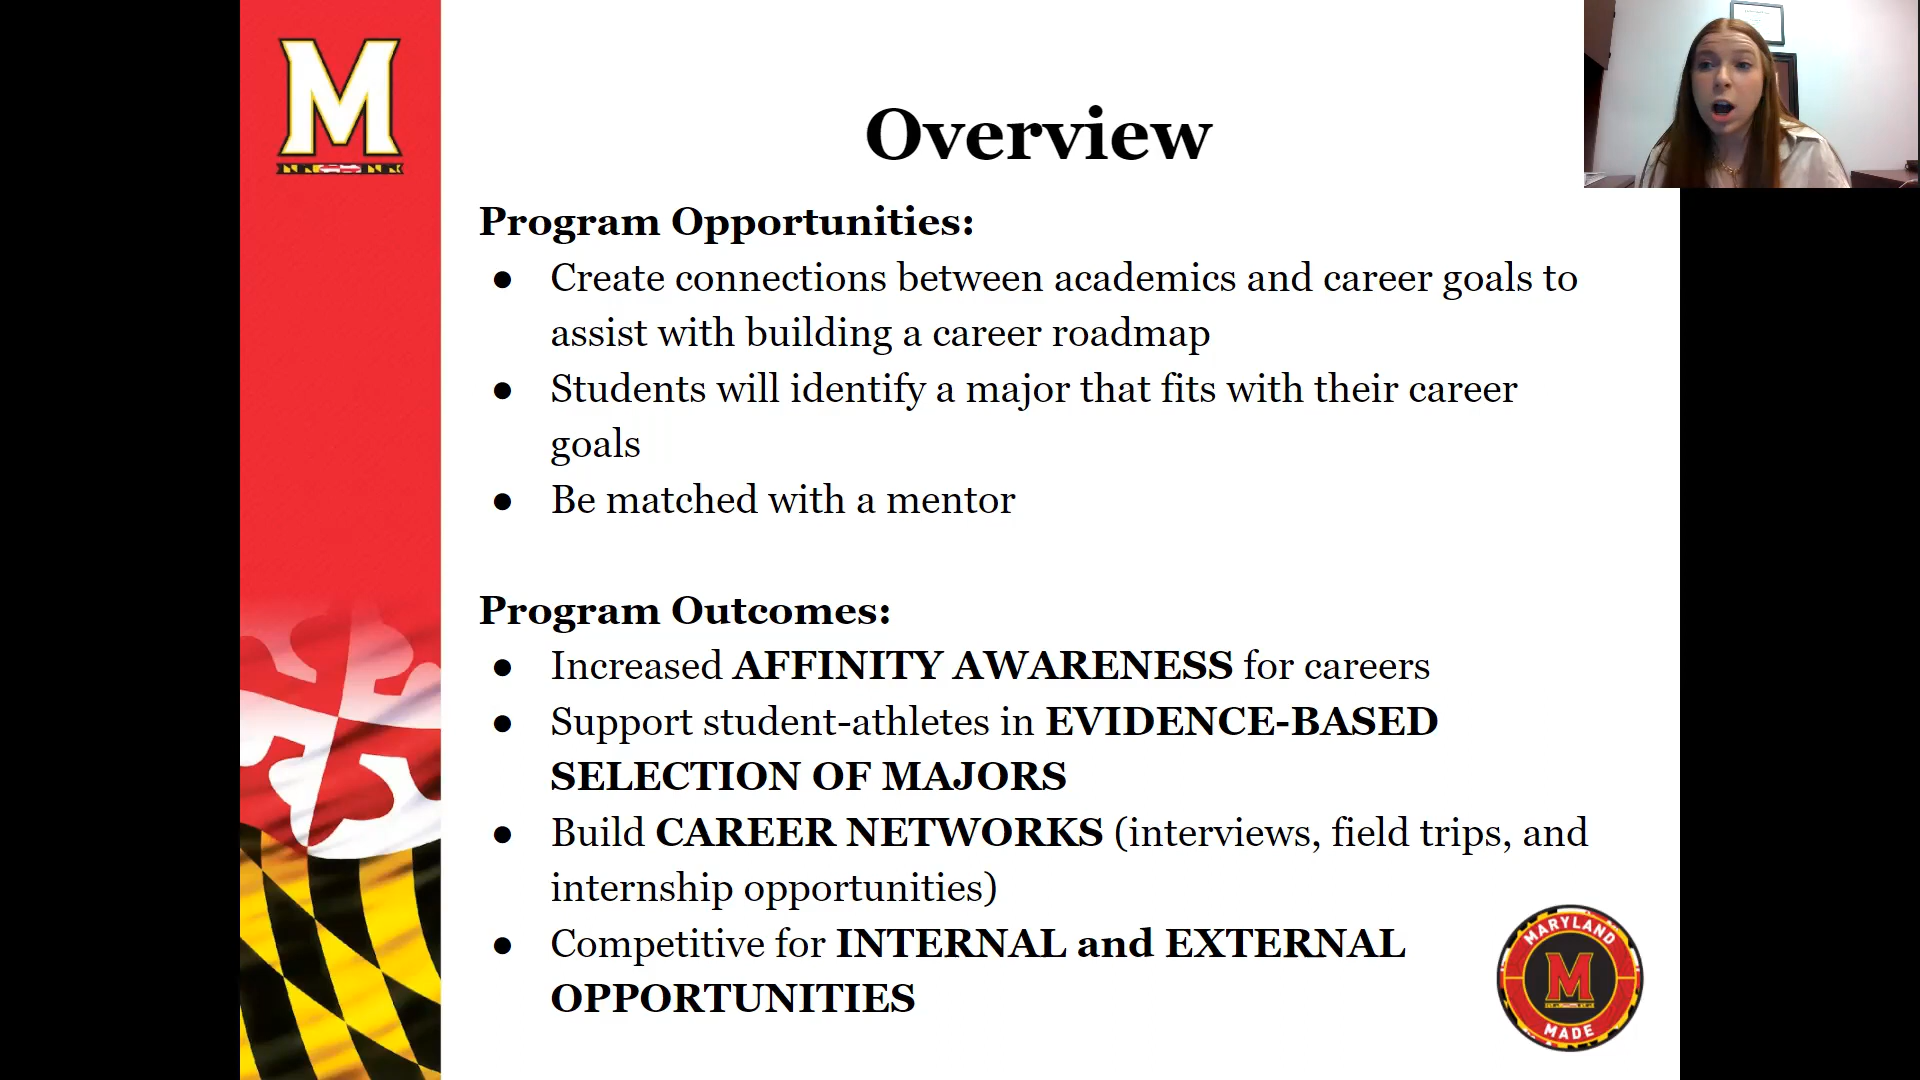 M
Overview
Program Opportunities:
● Create connections between academics and career goals to
assist with building a career roadmap
● Students will identify a major that fits with their career
goals
● Be matched with a mentor
Program Outcomes:
● Increased AFFINITY AWARENESS for careers
● Support student-athletes in EVIDENCE-BASED
SELECTION OF MAJORS
● Build CAREER NETWORKS (interviews, field trips, and
internship opportunities)
● Competitive for INTERNAL and EXTERNAL
OPPORTUNITIES
MARYLAND
M
MADE